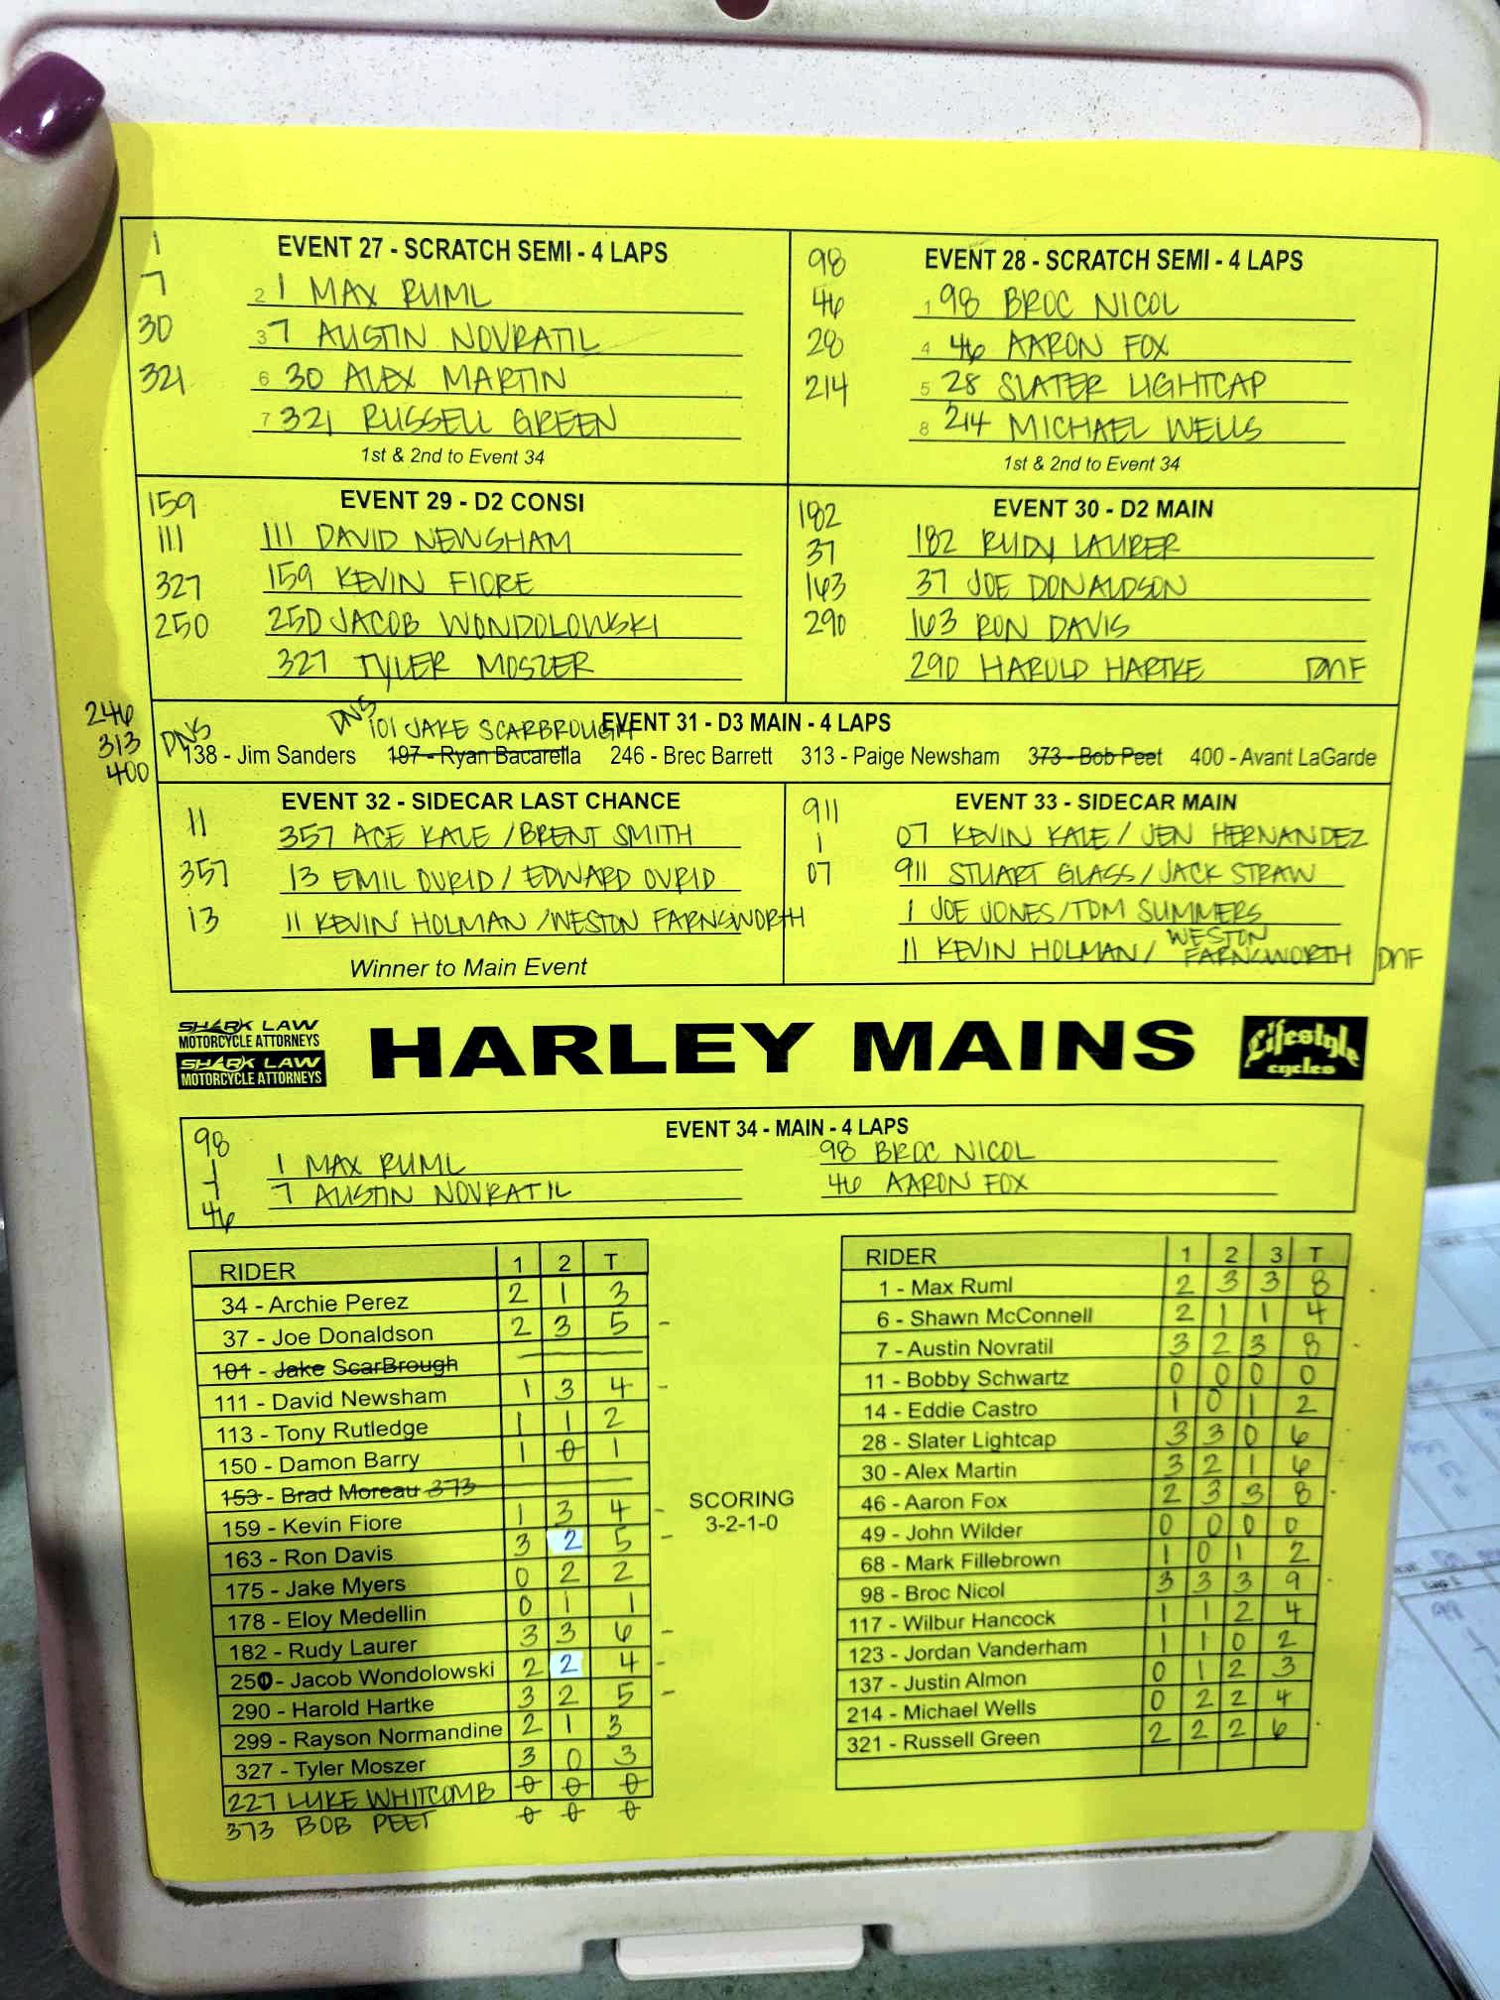 1 EVENT 27 - SCRATCH SEMI - 4 LAPS
7 2 1 MAX RUML
30 3 7 AUSTIN NOVRATIL
321 6 30 ALEX MARTIN
7 321 RUSSELL GREEN
1st & 2nd to Event 34
98 EVENT 28 - SCRATCH SEMI - 4 LAPS
46 1 98 BROC NICOL
28 4 46 AARON FOX
214 5 28 SLATER LIGHTCAP
8 214 MICHAEL WELLS
1st & 2nd to Event 34
159 EVENT 29 - D2 CONSI
111 111 DAVID NEWSHAM
327 159 KEVIN FIORE
250 250 JACOB WONDOLOWSKI
327 TYLER MOSZER
182 EVENT 30 - D2 MAIN
37 182 RUDY LAURER
163 37 JOE DONALDSON
290 163 RON DAVIS
290 HAROLD HARTKE DNF
246
313
400
DNS 101 JAKE SCARBROUGH EVENT 31 - D3 MAIN - 4 LAPS
DNS 138 - Jim Sanders 197 - Ryan Bacarella 246 - Brec Barrett 313 - Paige Newsham 373 - Bob Peet 400 - Avant LaGarde
EVENT 32 - SIDECAR LAST CHANCE
11 357 ACE KALE / BRENT SMITH
357 13 EMIL OVRID / EDWARD OVRID
13 11 KEVIN HOLMAN / WESTON FARNSWORTH
Winner to Main Event
911 EVENT 33 - SIDECAR MAIN
1 07 KEVIN KALE / JEN HERNANDEZ
07 911 STUART GLASS / JACK STRAW
1 JOE JONES / TOM SUMMERS
11 KEVIN HOLMAN / WESTON FARNSWORTH DNF
SHARK LAW
MOTORCYCLE ATTORNEYS
SHARK LAW
MOTORCYCLE ATTORNEYS
HARLEY MAINS
Lifestyle
cycles
EVENT 34 - MAIN - 4 LAPS
98
1
7
46
1 MAX RUML 98 BROC NICOL
7 AUSTIN NOVRATIL 46 AARON FOX
RIDER 1 2 T
34 - Archie Perez 2 1 3
37 - Joe Donaldson 2 3 5 -
101 - Jake ScarBrough
111 - David Newsham 1 3 4 -
113 - Tony Rutledge 1 1 2
150 - Damon Barry 1 0 1
153 - Brad Moreau 373
159 - Kevin Fiore 1 3 4 -
163 - Ron Davis 3 2 5 -
175 - Jake Myers 0 2 2
178 - Eloy Medellin 0 1 1
182 - Rudy Laurer 3 3 6 -
250 - Jacob Wondolowski 2 2 4 -
290 - Harold Hartke 3 2 5 -
299 - Rayson Normandine 2 1 3
327 - Tyler Moszer 3 0 3
227 LUKE WHITCOMB 0 0 0
373 BOB PEET 0 0 0
SCORING
3-2-1-0
RIDER 1 2 3 T
1 - Max Ruml 2 3 3 8
6 - Shawn McConnell 2 1 1 4
7 - Austin Novratil 3 2 3 8
11 - Bobby Schwartz 0 0 0 0
14 - Eddie Castro 1 0 1 2
28 - Slater Lightcap 3 3 0 6
30 - Alex Martin 3 2 1 6
46 - Aaron Fox 2 3 3 8
49 - John Wilder 0 0 0 0
68 - Mark Fillebrown 1 0 1 2
98 - Broc Nicol 3 3 3 9
117 - Wilbur Hancock 1 1 2 4
123 - Jordan Vanderham 1 1 0 2
137 - Justin Almon 0 1 2 3
214 - Michael Wells 0 2 2 4
321 - Russell Green 2 2 2 6